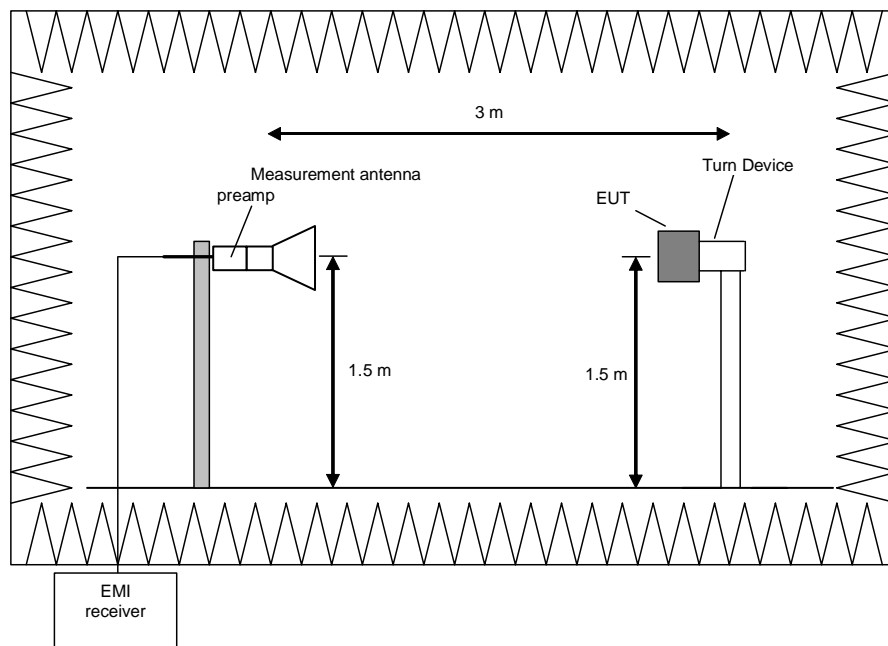 3 m
Measurement antenna
preamp
Turn Device
EUT
1.5 m
1.5 m
EMI
receiver